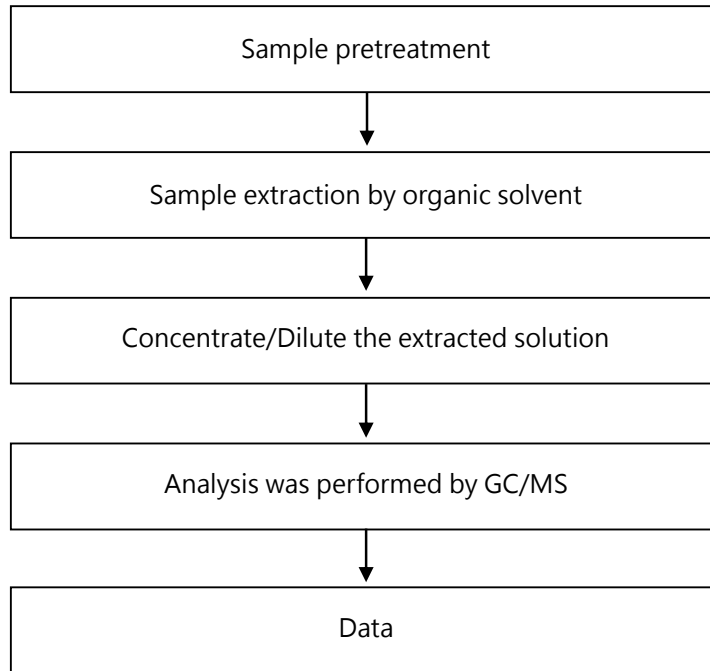 Sample pretreatment
Sample extraction by organic solvent
Concentrate/Dilute the extracted solution
Analysis was performed by GC/MS
Data